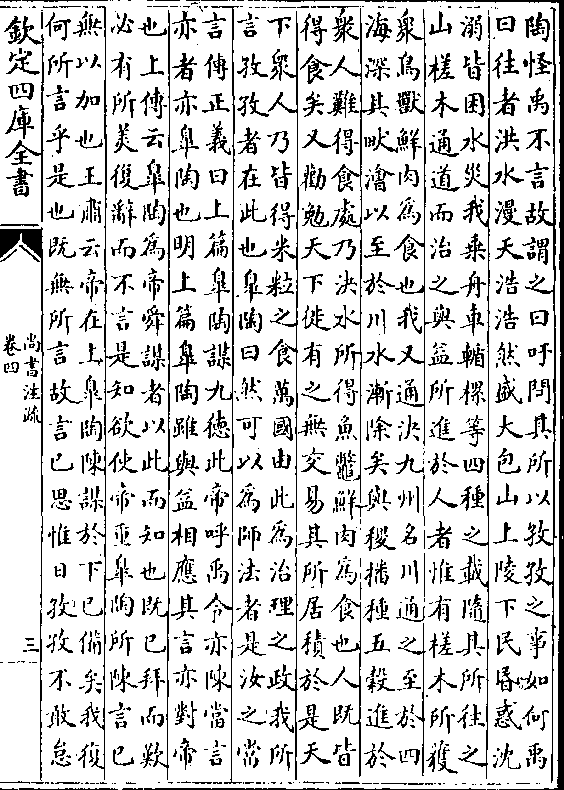 陶怪禹不言故謂之曰吁問其所以孜孜之事如何禹
曰往者洪水漫天浩浩然盛大包山上陵下民昬惑沈
溺皆困水災我乗舟車輴樏等四種之載隨其所往之
山槎木通道而治之與益所進於人者惟有槎木所獲
衆鳥獸鮮肉爲食也我又通決九州名川通之至於四
海深其畎澮以至於川水漸除矣與稷播種五穀進於
衆人難得食處乃決水所得魚鼈鮮肉爲食也人既皆
得食矣又勸勉天下徙有之無交易其所居積於是天
下衆人乃皆得米粒之食萬國由此爲治理之政我所
言孜孜者在此也皐陶曰然可以爲師法者是汝之當
言傳正義曰上篇皐陶謀九德此帝呼禹令亦陳當言
亦者亦皐陶也明上篇皐陶雖與益相應其言亦對帝
也上傳云皐陶爲帝舜謀者以此而知也既已拜而歎
必有所美復辭而不言是知欲使帝重皐陶所陳言已
無以加也王肅云帝在上皐陶陳謀於下已備矣我復
何所言乎是也既無所言故言已思惟日孜孜不敢怠
欽定四庫全書
尚書注疏
卷四
三